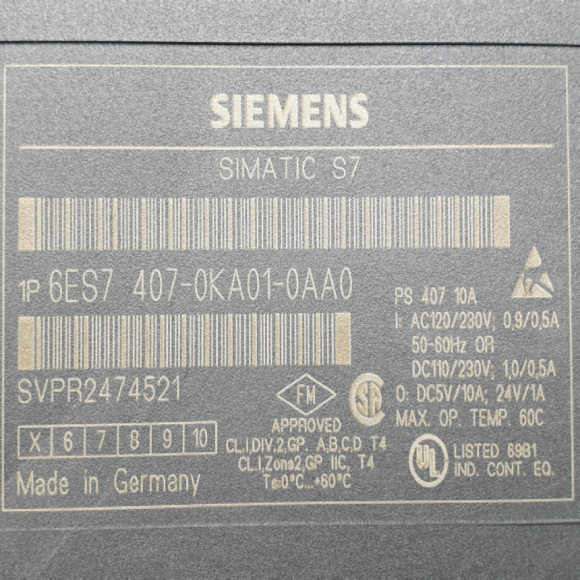 SIEMENS
SIMATIC S7
1P 6ES7 407-0KA01-0AA0
SVPR2474521
X 6 7 8 9 10
Made in Germany
FM
APPROVED
CL.I,DIV.2,GP. A,B,C,D T4
CL.I,Zone2,GP IIC, T4
Te:0°C...+60°C
SA
PS 407 10A
I: AC120/230V; 0,9/0,5A
50-60Hz OR
DC110/230V; 1,0/0,5A
O: DC5V/10A; 24V/1A
MAX. OP. TEMP. 60C
UL
LISTED 69B1
IND. CONT. EQ.